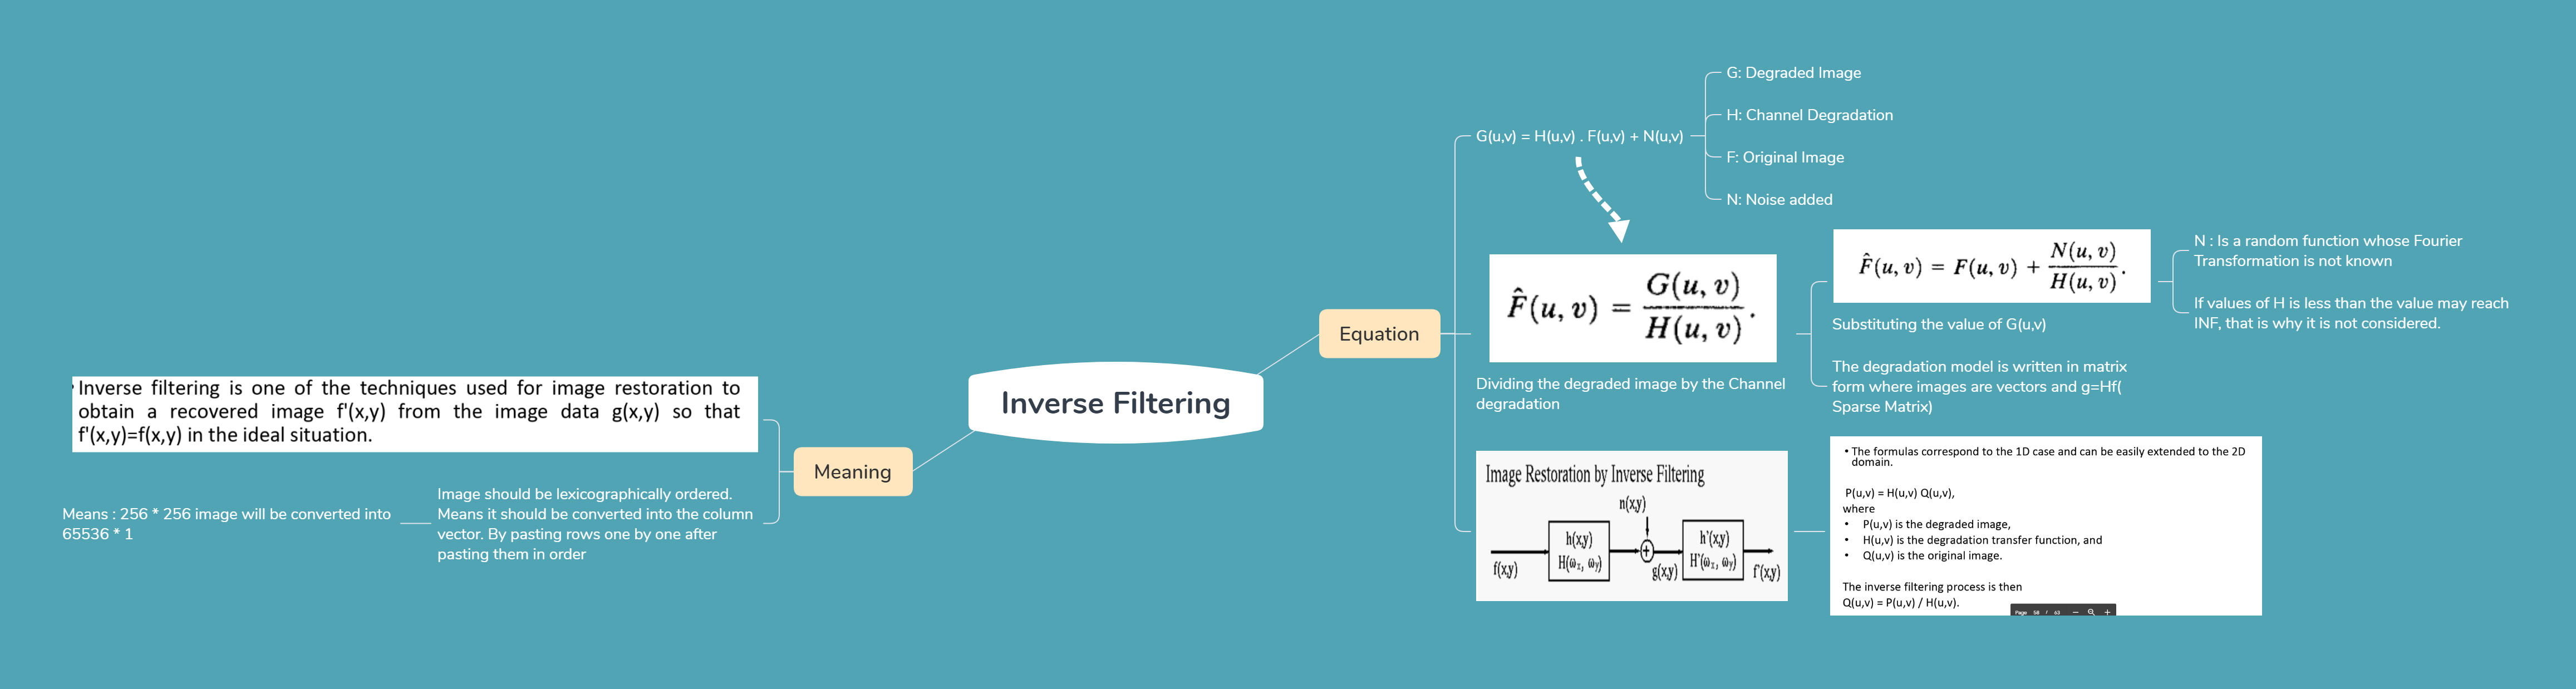 Inverse Filtering
Meaning
• Inverse filtering is one of the techniques used for image restoration to
obtain a recovered image f'(x,y) from the image data g(x,y) so that
f'(x,y)=f(x,y) in the ideal situation.
Image should be lexicographically ordered.
Means it should be converted into the column
vector. By pasting rows one by one after
pasting them in order
Means : 256 * 256 image will be converted into
65536 * 1
Equation
G(u,v) = H(u,v) . F(u,v) + N(u,v)
G: Degraded Image
H: Channel Degradation
F: Original Image
N: Noise added
F̂(u, v) = G(u, v) / H(u, v).
Dividing the degraded image by the Channel
degradation
F̂(u, v) = F(u, v) + N(u, v) / H(u, v).
Substituting the value of G(u,v)
N : Is a random function whose Fourier
Transformation is not known
If values of H is less than the value may reach
INF, that is why it is not considered.
The degradation model is written in matrix
form where images are vectors and g=Hf(
Sparse Matrix)
Image Restoration by Inverse Filtering
n(x,y)
h(x,y)
H(ωx, ωy)
+
h'(x,y)
H'(ωx, ωy)
f(x,y)
g(x,y)
f'(x,y)
• The formulas correspond to the 1D case and can be easily extended to the 2D
domain.
P(u,v) = H(u,v) Q(u,v),
where
• P(u,v) is the degraded image,
• H(u,v) is the degradation transfer function, and
• Q(u,v) is the original image.
The inverse filtering process is then
Q(u,v) = P(u,v) / H(u,v).
Page 58 / 63 − +